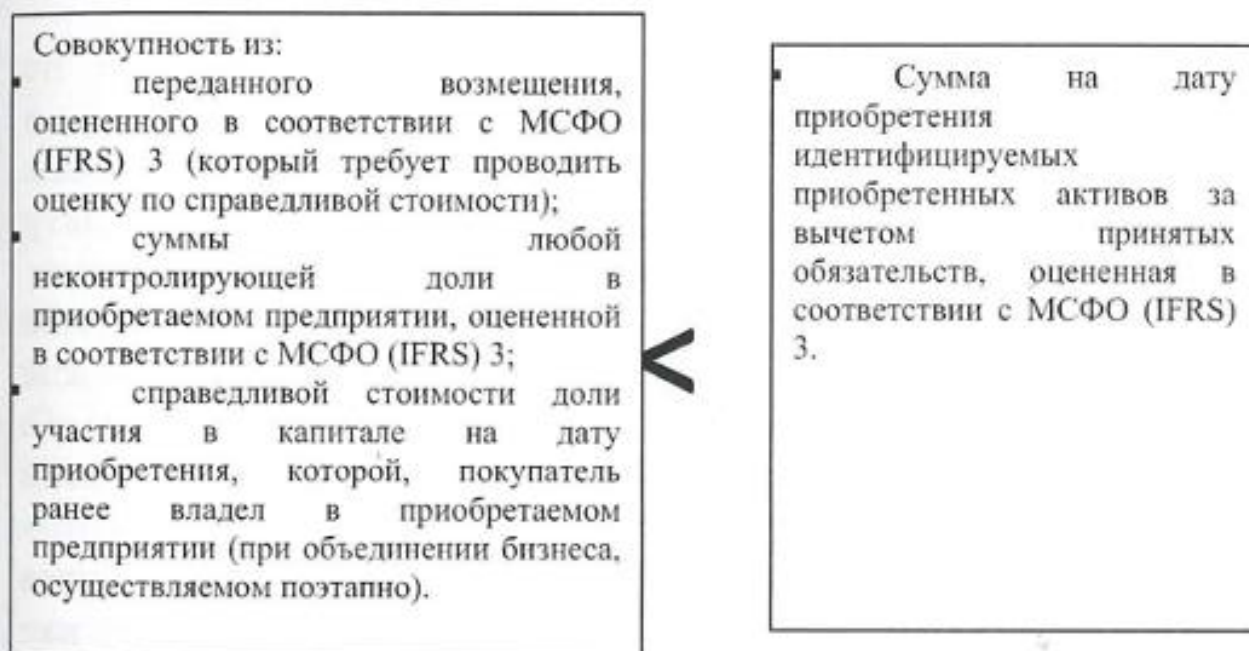 Совокупность из:
▪ переданного возмещения,
оцененного в соответствии с МСФО
(IFRS) 3 (который требует проводить
оценку по справедливой стоимости);
▪ суммы любой
неконтролирующей доли в
приобретаемом предприятии, оцененной
в соответствии с МСФО (IFRS) 3;
▪ справедливой стоимости доли
участия в капитале на дату
приобретения, которой, покупатель
ранее владел в приобретаемом
предприятии (при объединении бизнеса,
осуществляемом поэтапно).
<
▪ Сумма на дату
приобретения
идентифицируемых
приобретенных активов за
вычетом принятых
обязательств, оцененная в
соответствии с МСФО (IFRS)
3.